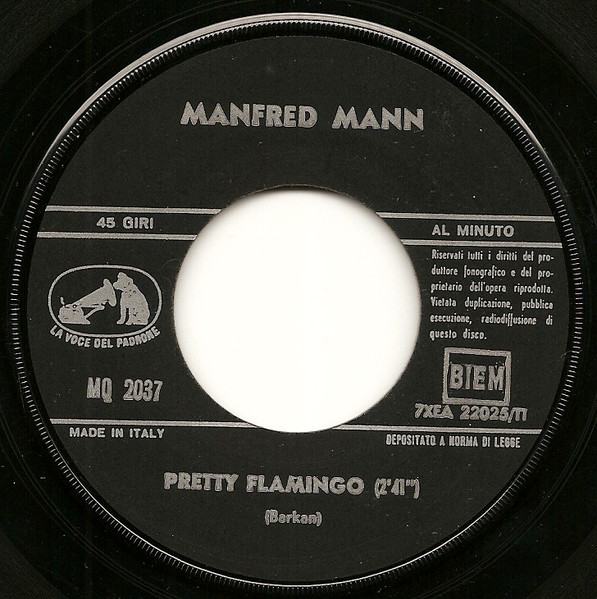 MANFRED MANN
45 GIRI
AL MINUTO
Riservati tutti i diritti del pro-
duttore fonografico e del pro-
prietario dell'opera riprodotta.
Vietata duplicazione, pubblica
esecuzione, radiodiffusione di
questo disco.
LA VOCE DEL PADRONE
MQ 2037
BIEM
7XEA 22025/TI
MADE IN ITALY
DEPOSITATO A NORMA DI LEGGE
PRETTY FLAMINGO (2'41")
(Barkan)